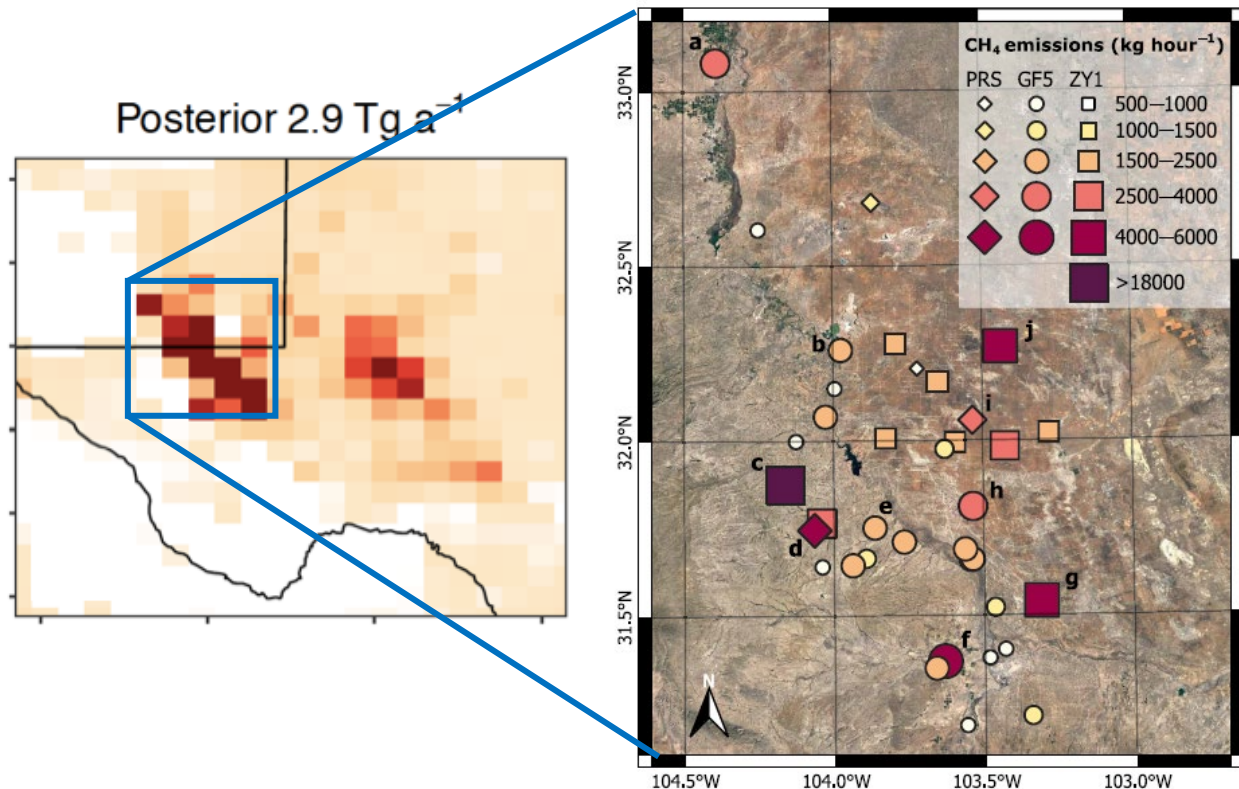 Posterior 2.9 Tg a⁻¹
CH₄ emissions (kg hour⁻¹)
PRS GF5 ZY1
500—1000
1000—1500
1500—2500
2500—4000
4000—6000
>18000
a
b
c
d
e
f
g
h
i
j
N
33.0°N
32.5°N
32.0°N
31.5°N
104.5°W 104.0°W 103.5°W 103.0°W